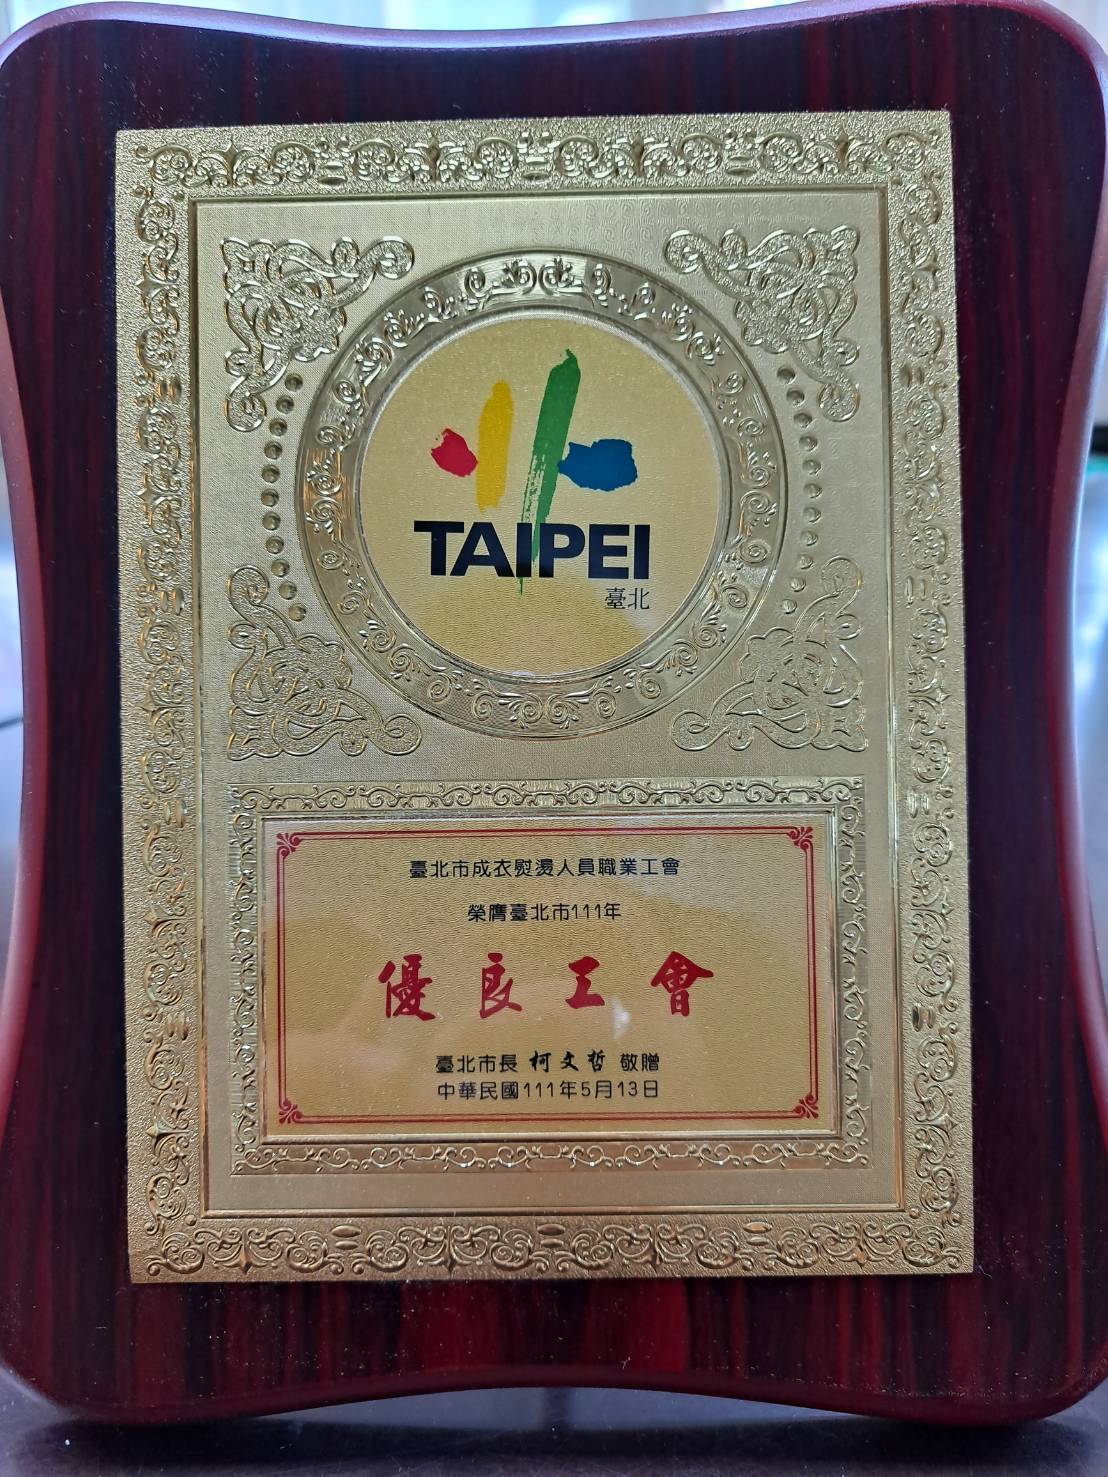 TAIPEI
臺北
臺北市成衣熨燙人員職業工會
榮膺臺北市111年
優良工會
臺北市長 柯文哲 敬贈
中華民國111年5月13日